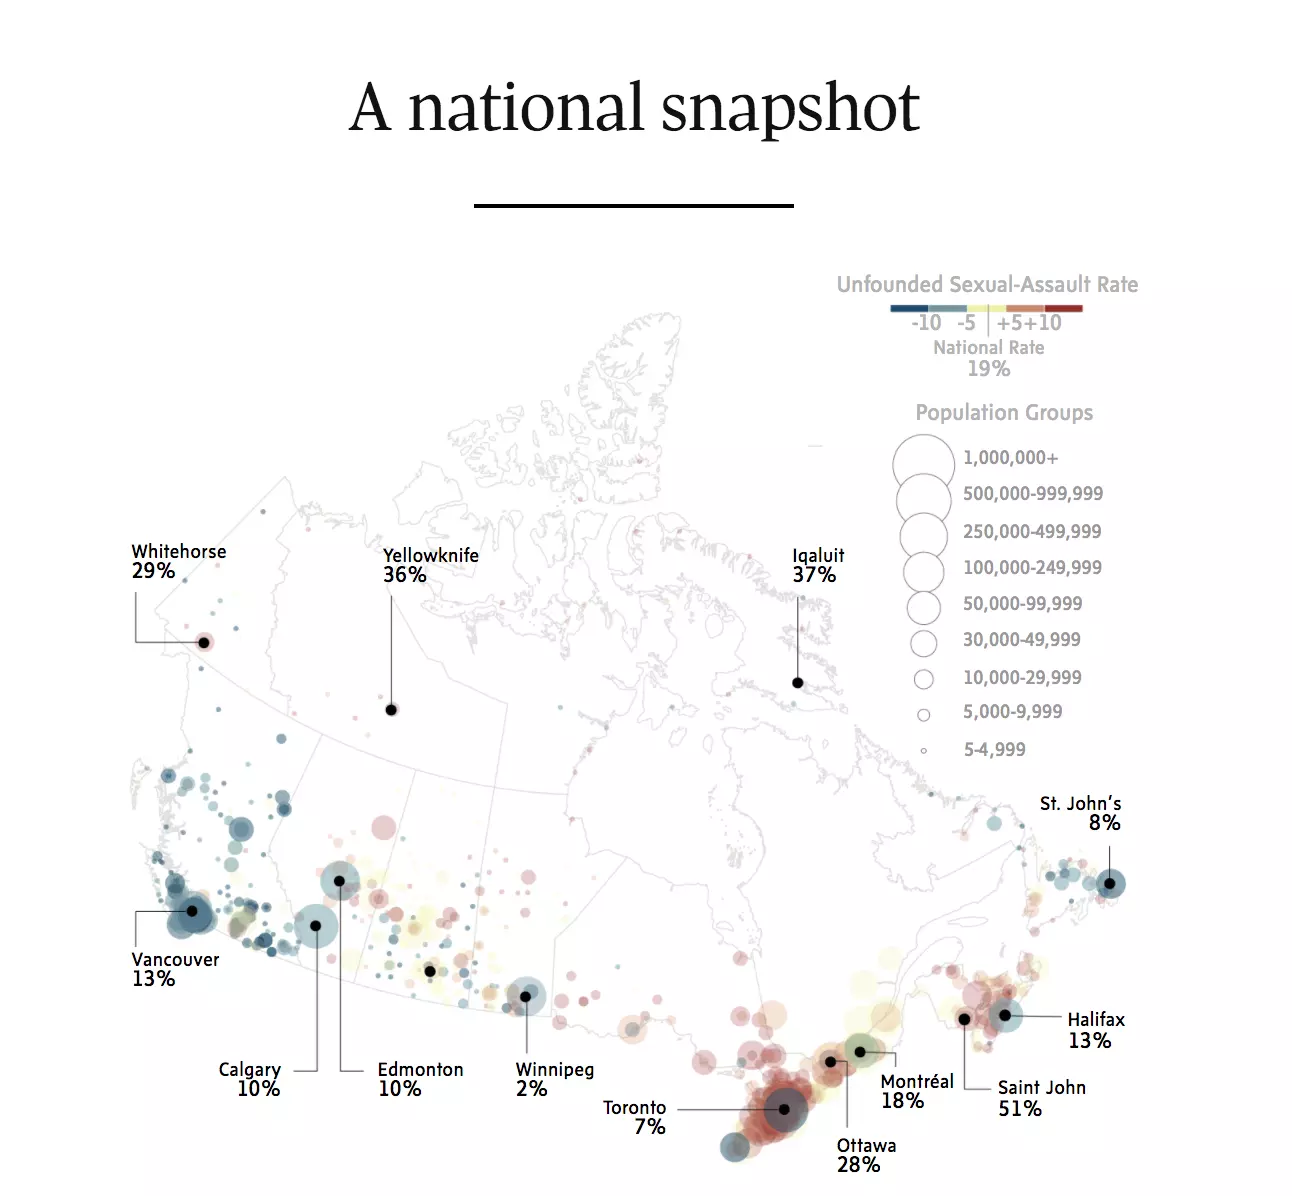 A national snapshot
Unfounded Sexual-Assault Rate
-10 -5 +5+10
National Rate
19%
Population Groups
1,000,000+
500,000-999,999
250,000-499,999
100,000-249,999
50,000-99,999
30,000-49,999
10,000-29,999
5,000-9,999
5-4,999
Whitehorse
29%
Yellowknife
36%
Iqaluit
37%
St. John's
8%
Vancouver
13%
Calgary
10%
Edmonton
10%
Winnipeg
2%
Toronto
7%
Ottawa
28%
Montréal
18%
Halifax
13%
Saint John
51%